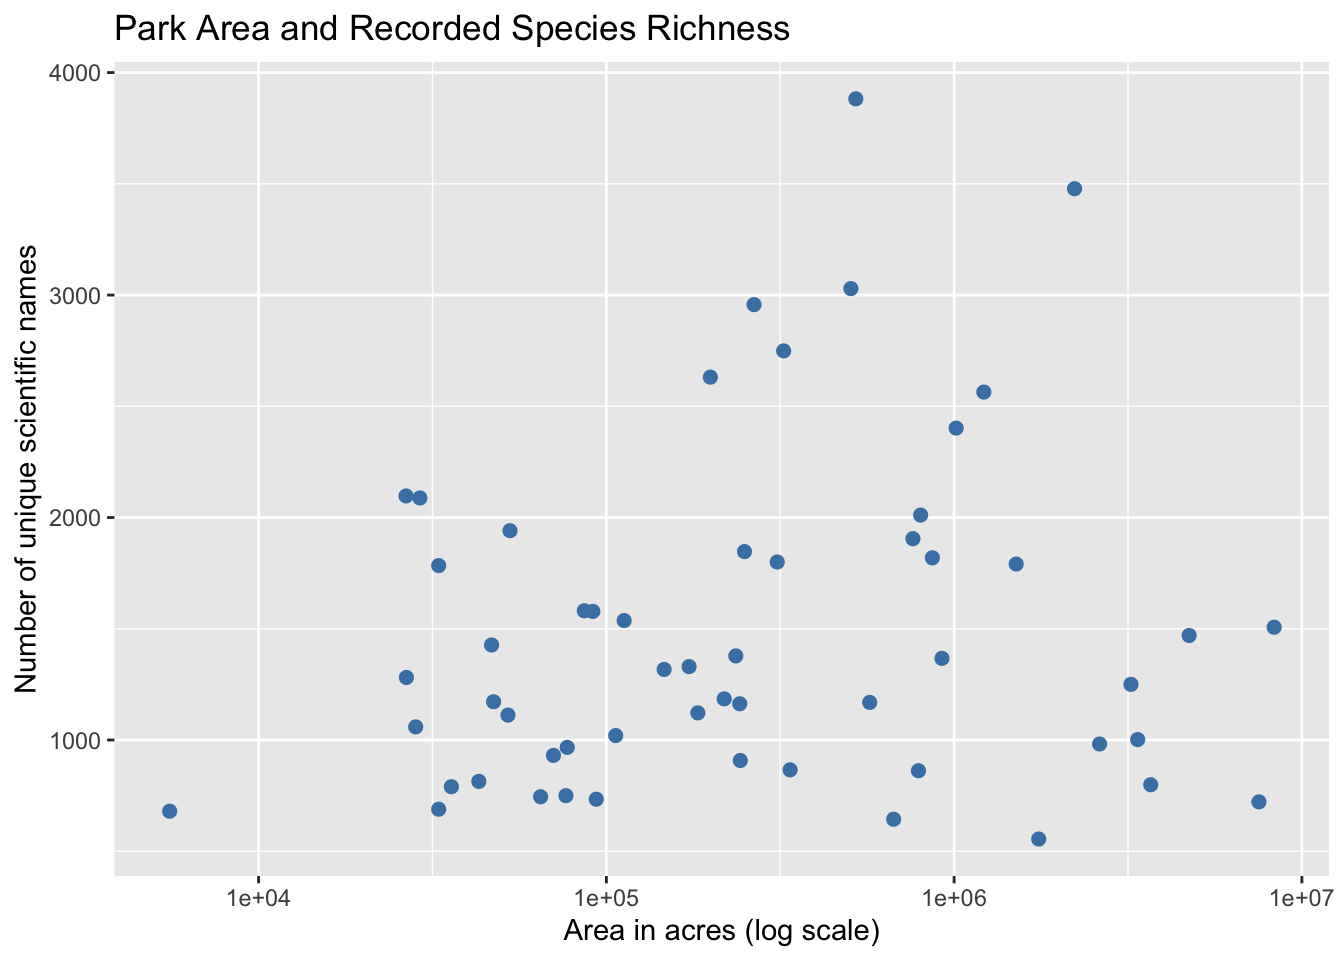 Park Area and Recorded Species Richness
4000
3000
2000
1000
Number of unique scientific names
1e+04 1e+05 1e+06 1e+07
Area in acres (log scale)